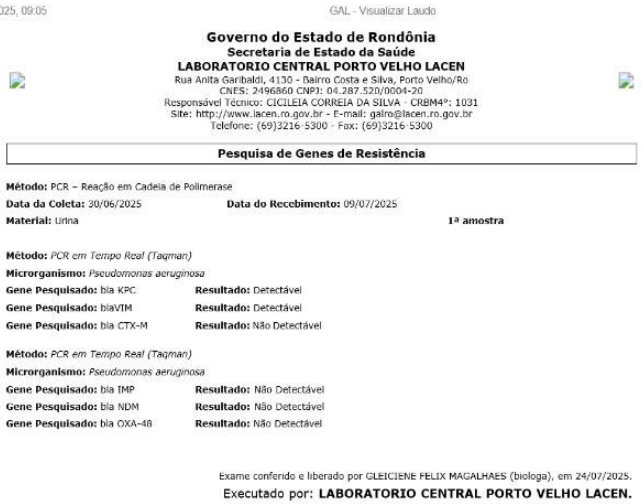 025, 09:05 GAL - Visualizar Laudo
Governo do Estado de Rondônia
Secretaria de Estado da Saúde
LABORATORIO CENTRAL PORTO VELHO LACEN
Rua Anita Garibaldi, 4130 - Bairro Costa e Silva, Porto Velho/Ro
CNES: 2496860 CNPJ: 04.287.520/0004-20
Responsável Técnico: CICILEIA CORREIA DA SILVA - CRBM4º: 1031
Site: http://www.lacen.ro.gov.br - E-mail: galro@lacen.ro.gov.br
Telefone: (69)3216-5300 - Fax: (69)3216-5300
Pesquisa de Genes de Resistência
Método: PCR – Reação em Cadeia de Polimerase
Data da Coleta: 30/06/2025 Data do Recebimento: 09/07/2025
Material: Urina 1ª amostra
Método: PCR em Tempo Real (Taqman)
Microrganismo: Pseudomonas aeruginosa
Gene Pesquisado: bla KPC Resultado: Detectável
Gene Pesquisado: blaVIM Resultado: Detectável
Gene Pesquisado: bla CTX-M Resultado: Não Detectável
Método: PCR em Tempo Real (Taqman)
Microrganismo: Pseudomonas aeruginosa
Gene Pesquisado: bla IMP Resultado: Não Detectável
Gene Pesquisado: bla NDM Resultado: Não Detectável
Gene Pesquisado: bla OXA-48 Resultado: Não Detectável
Exame conferido e liberado por GLEICIENE FELIX MAGALHAES (biologa), em 24/07/2025.
Executado por: LABORATORIO CENTRAL PORTO VELHO LACEN.